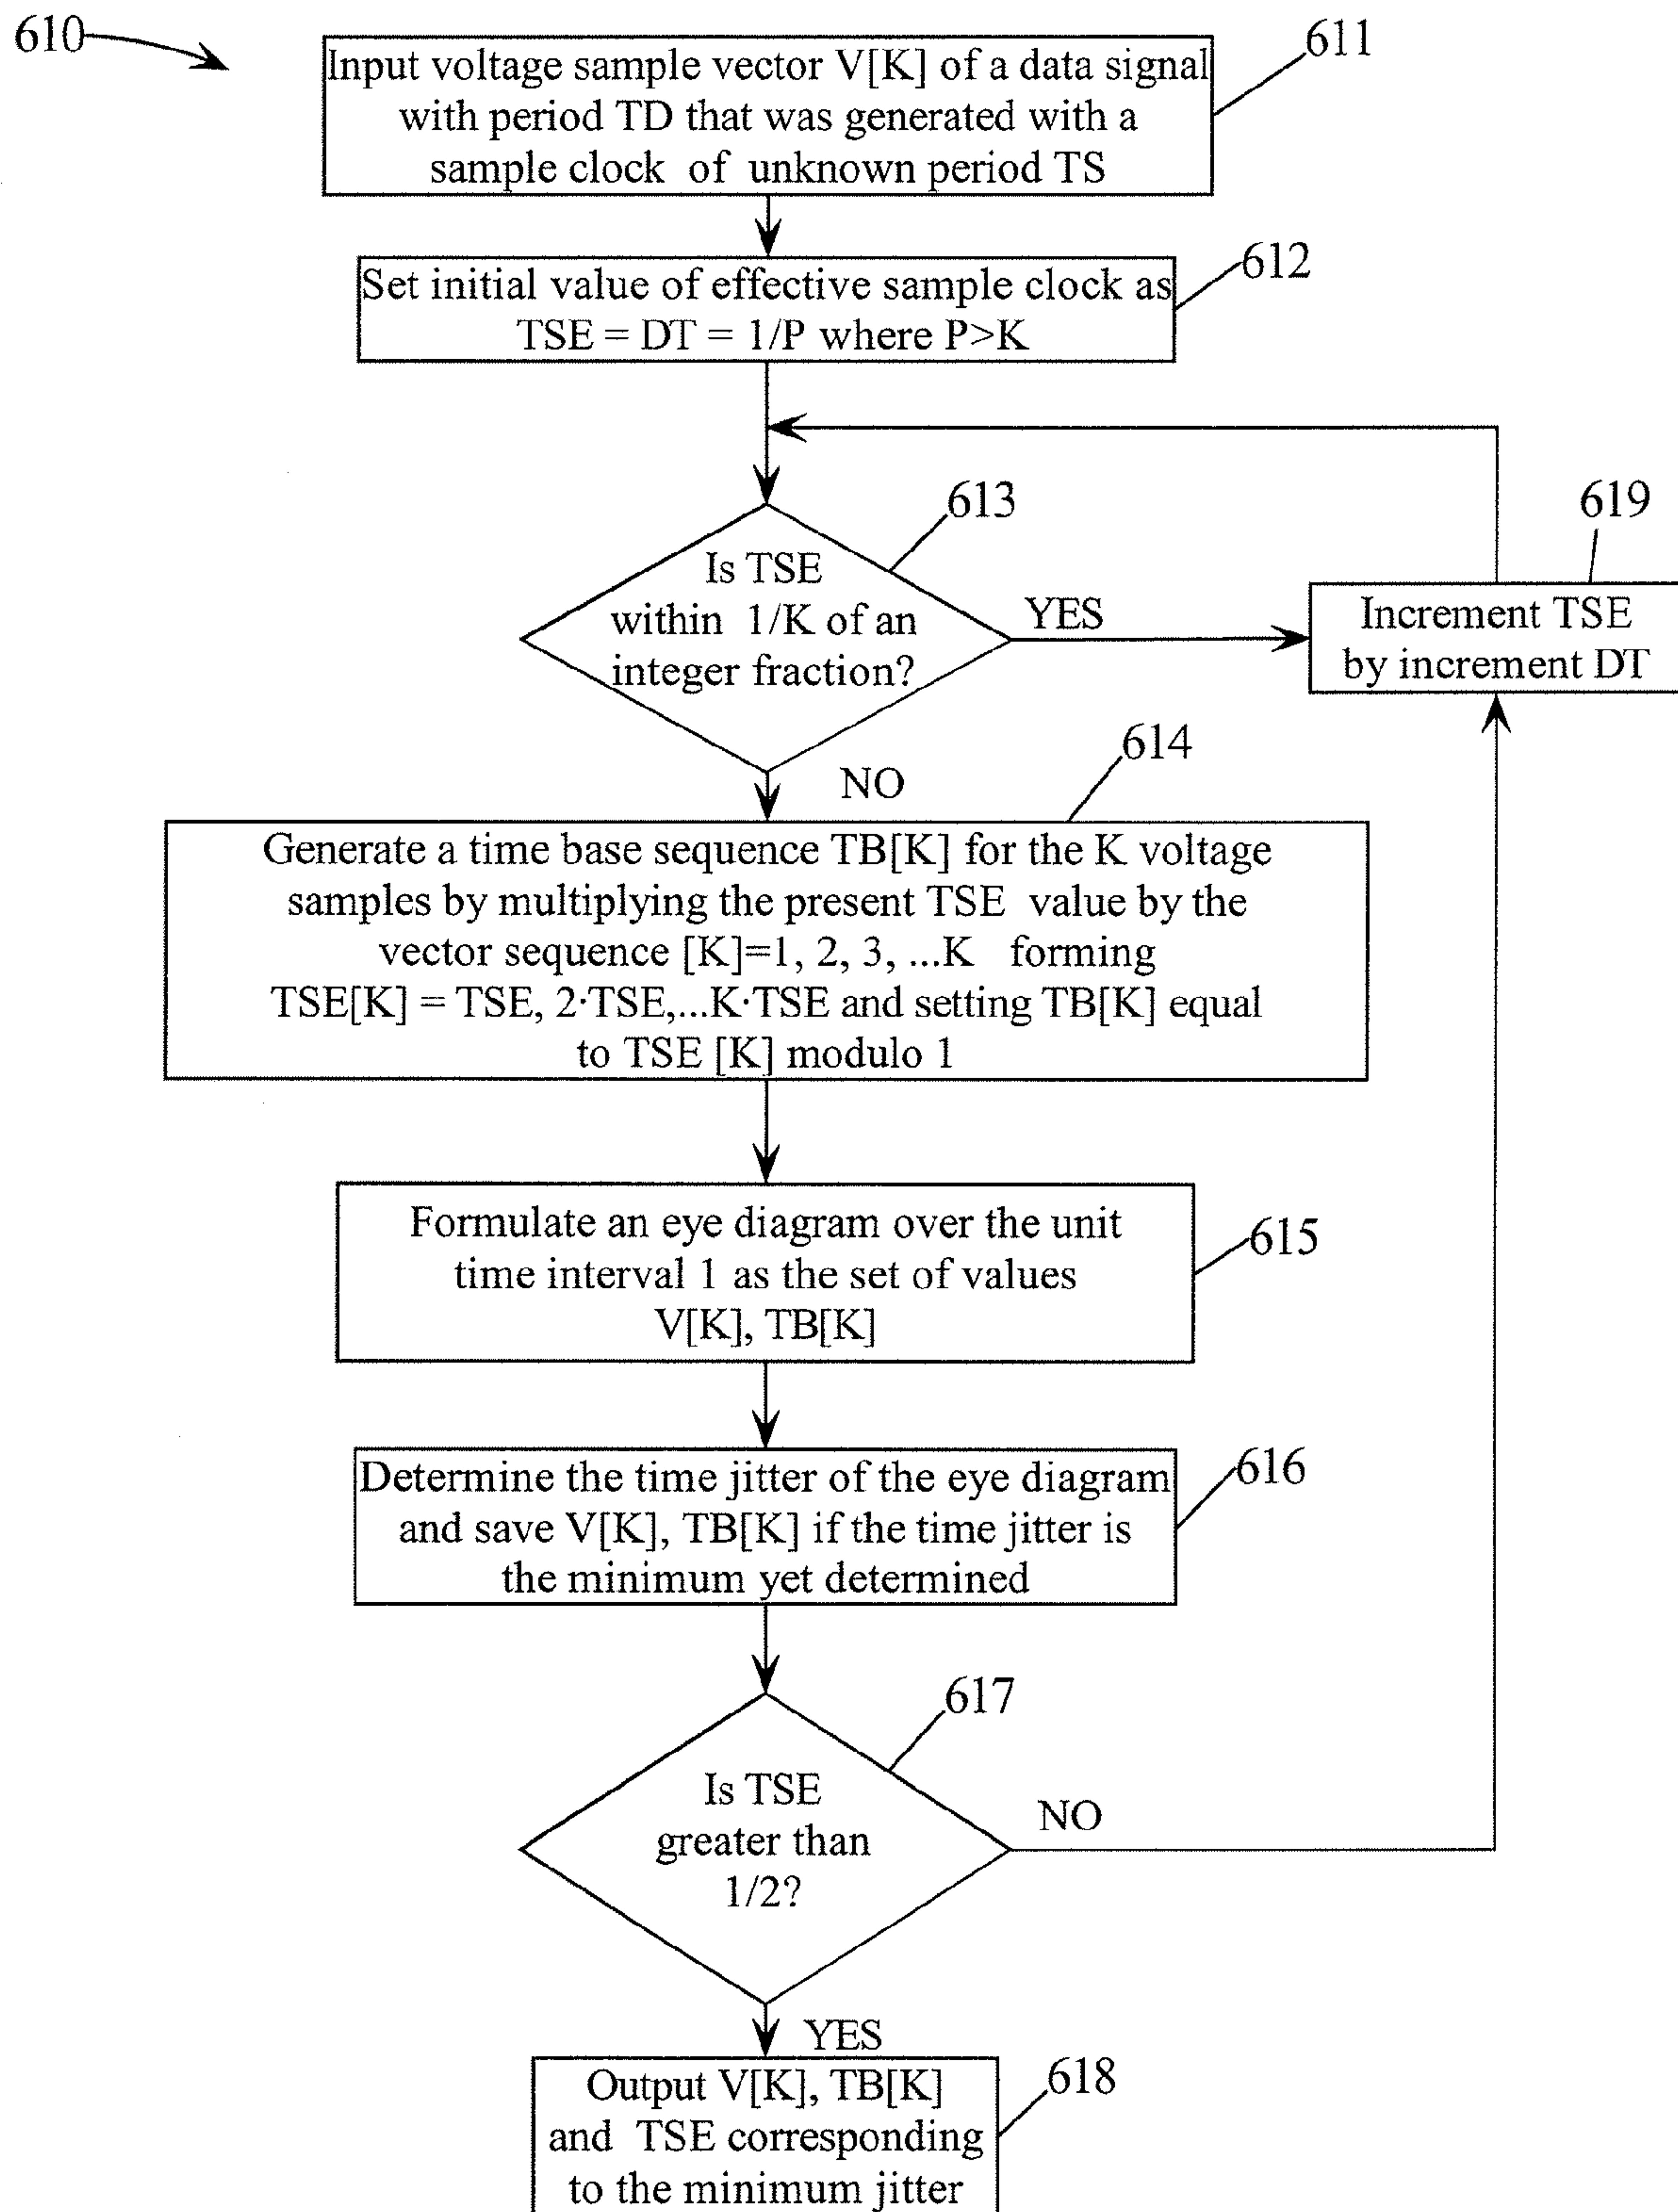 610
Input voltage sample vector V[K] of a data signal
with period TD that was generated with a
sample clock of unknown period TS
611
Set initial value of effective sample clock as
TSE = DT = 1/P where P>K
612
Is TSE
within 1/K of an
integer fraction?
613
YES
619
Increment TSE
by increment DT
NO
614
Generate a time base sequence TB[K] for the K voltage
samples by multiplying the present TSE value by the
vector sequence [K]=1, 2, 3, ...K forming
TSE[K] = TSE, 2·TSE,...K·TSE and setting TB[K] equal
to TSE [K] modulo 1
Formulate an eye diagram over the unit
time interval 1 as the set of values
V[K], TB[K]
615
Determine the time jitter of the eye diagram
and save V[K], TB[K] if the time jitter is
the minimum yet determined
616
Is TSE
greater than
1/2?
617
NO
YES
Output V[K], TB[K]
and TSE corresponding
to the minimum jitter
618